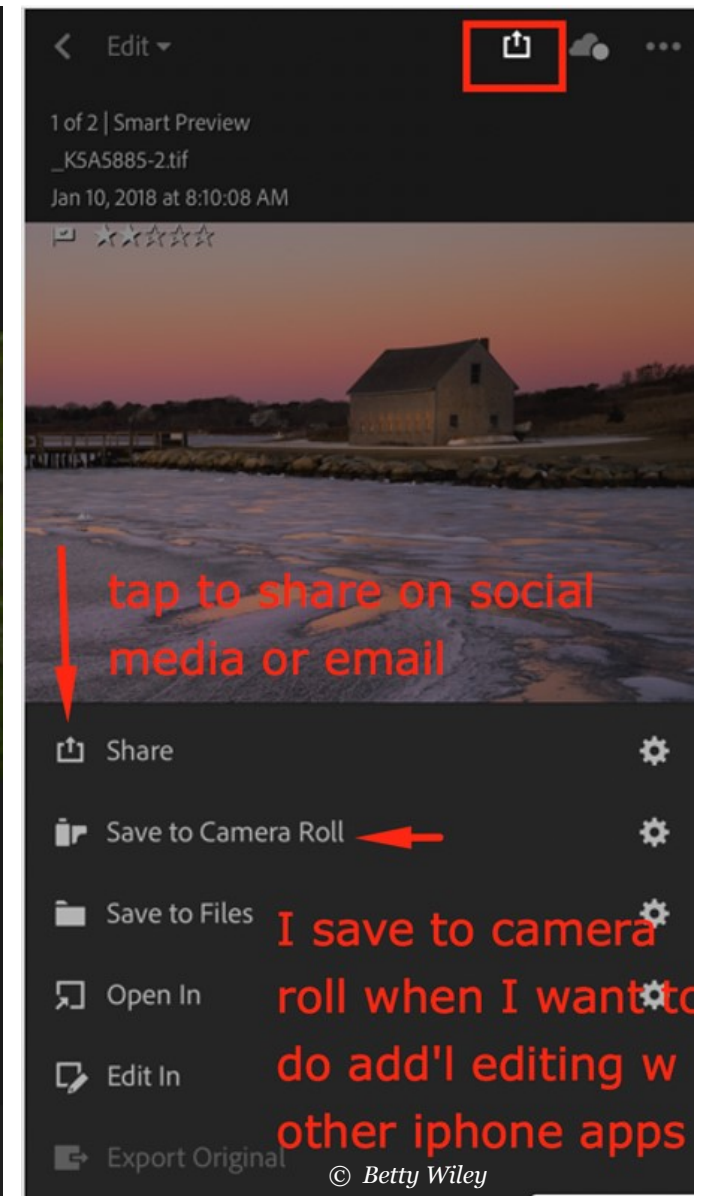 Edit
1 of 2 | Smart Preview
_K5A5885-2.tif
Jan 10, 2018 at 8:10:08 AM
tap to share on social
media or email
Share
Save to Camera Roll
Save to Files
I save to camera
roll when I want to
do add'l editing w
other iphone apps
Open In
Edit In
Export Original
© Betty Wiley